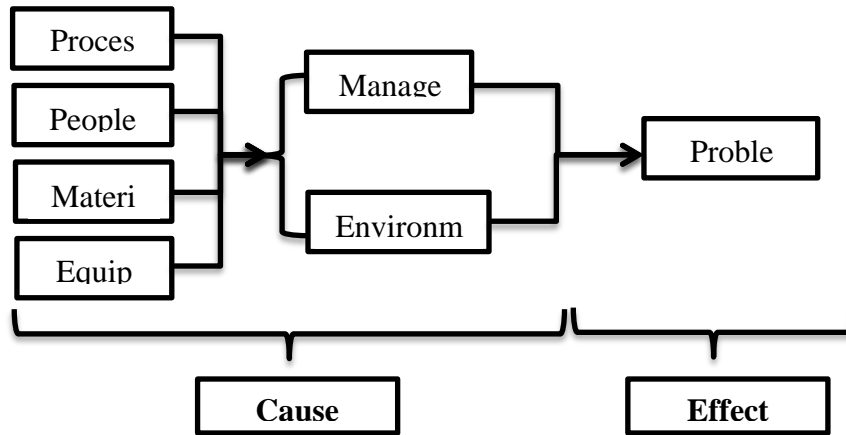 Proces
People
Materi
Equip
Manage
Environm
Proble
Cause
Effect